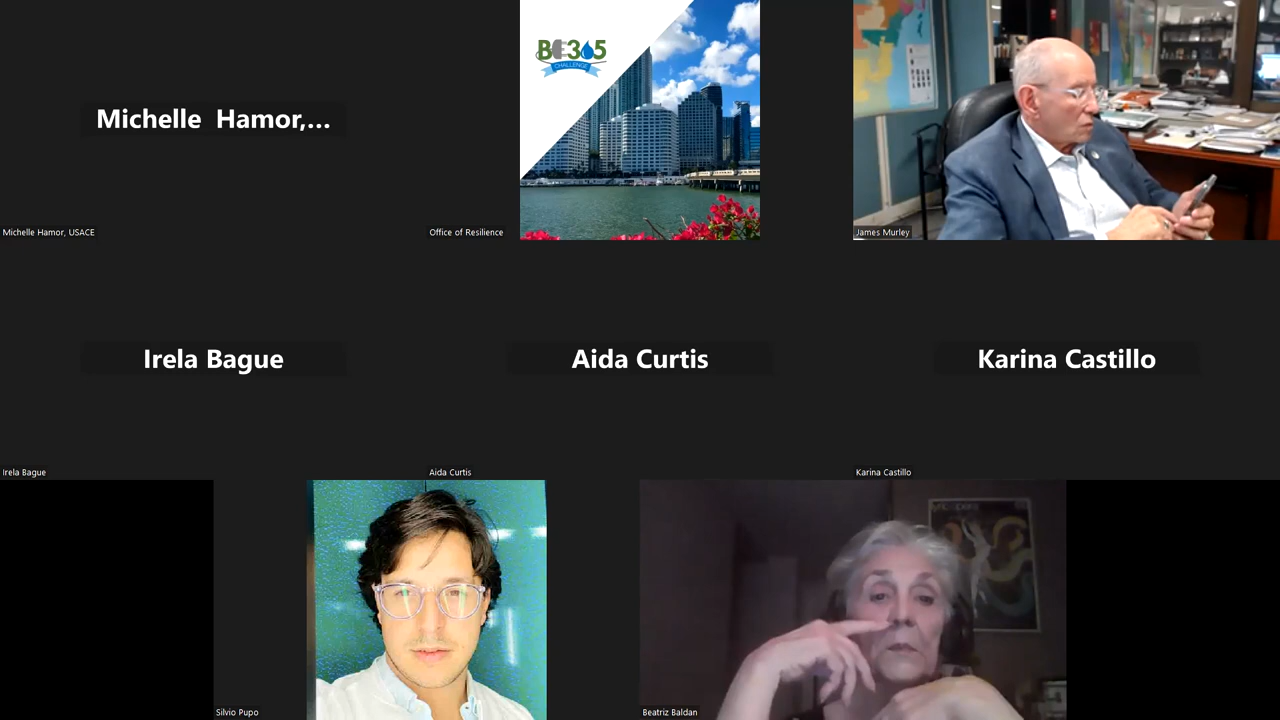 Michelle  Hamor,...
Michelle Hamor, USACE
BE365
CHALLENGE
Office of Resilience
James Murley
Irela Bague
Irela Bague
Aida Curtis
Aida Curtis
Karina Castillo
Karina Castillo
Silvio Pupo
Beatriz Baldan